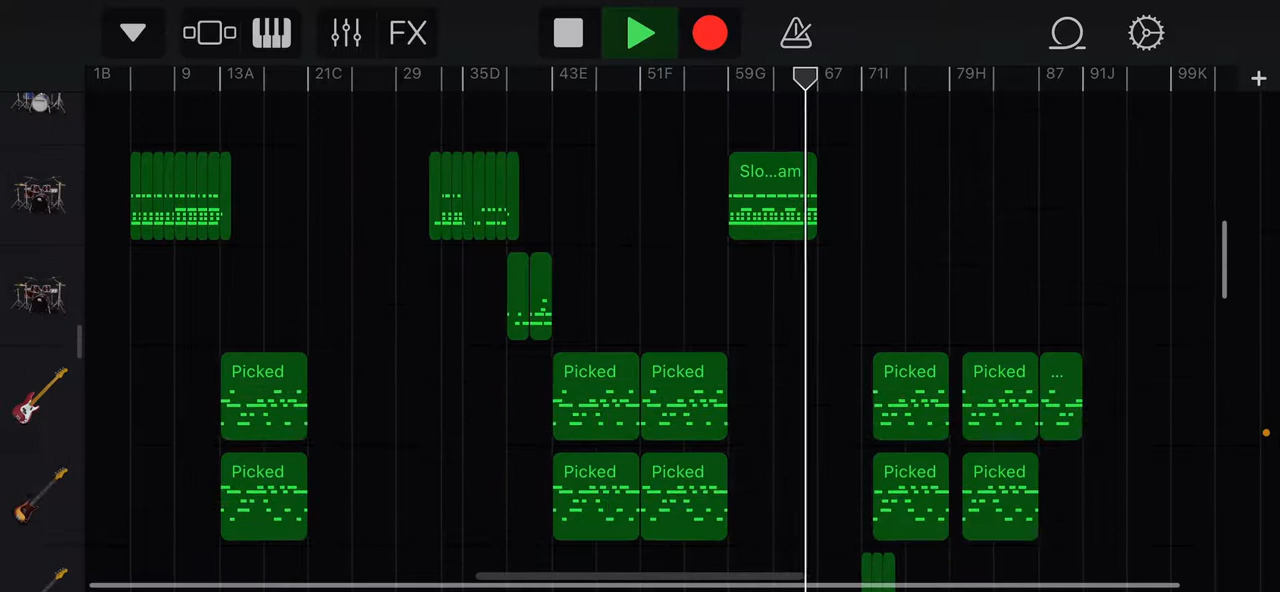 FX
1B 9 13A 21C 29 35D 43E 51F 59G 67 71I 79H 87 91J 99K
Slo...am
Picked Picked Picked Picked Picked ...
Picked Picked Picked Picked Picked